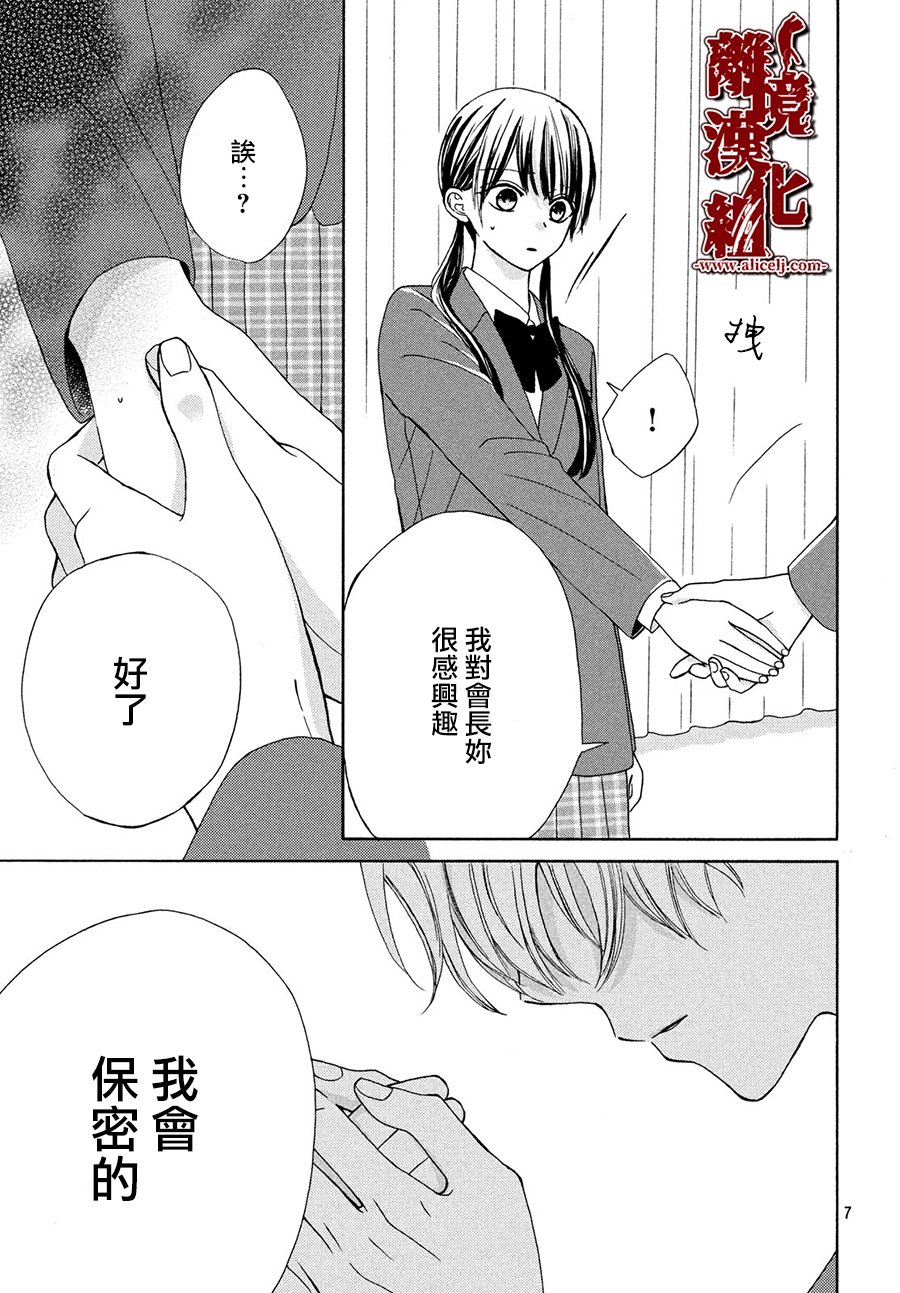 離境漢化組
-www.alicelj.com-
拽
！
我對會長妳
很感興趣
誒…？
好了
我會
保密的
7